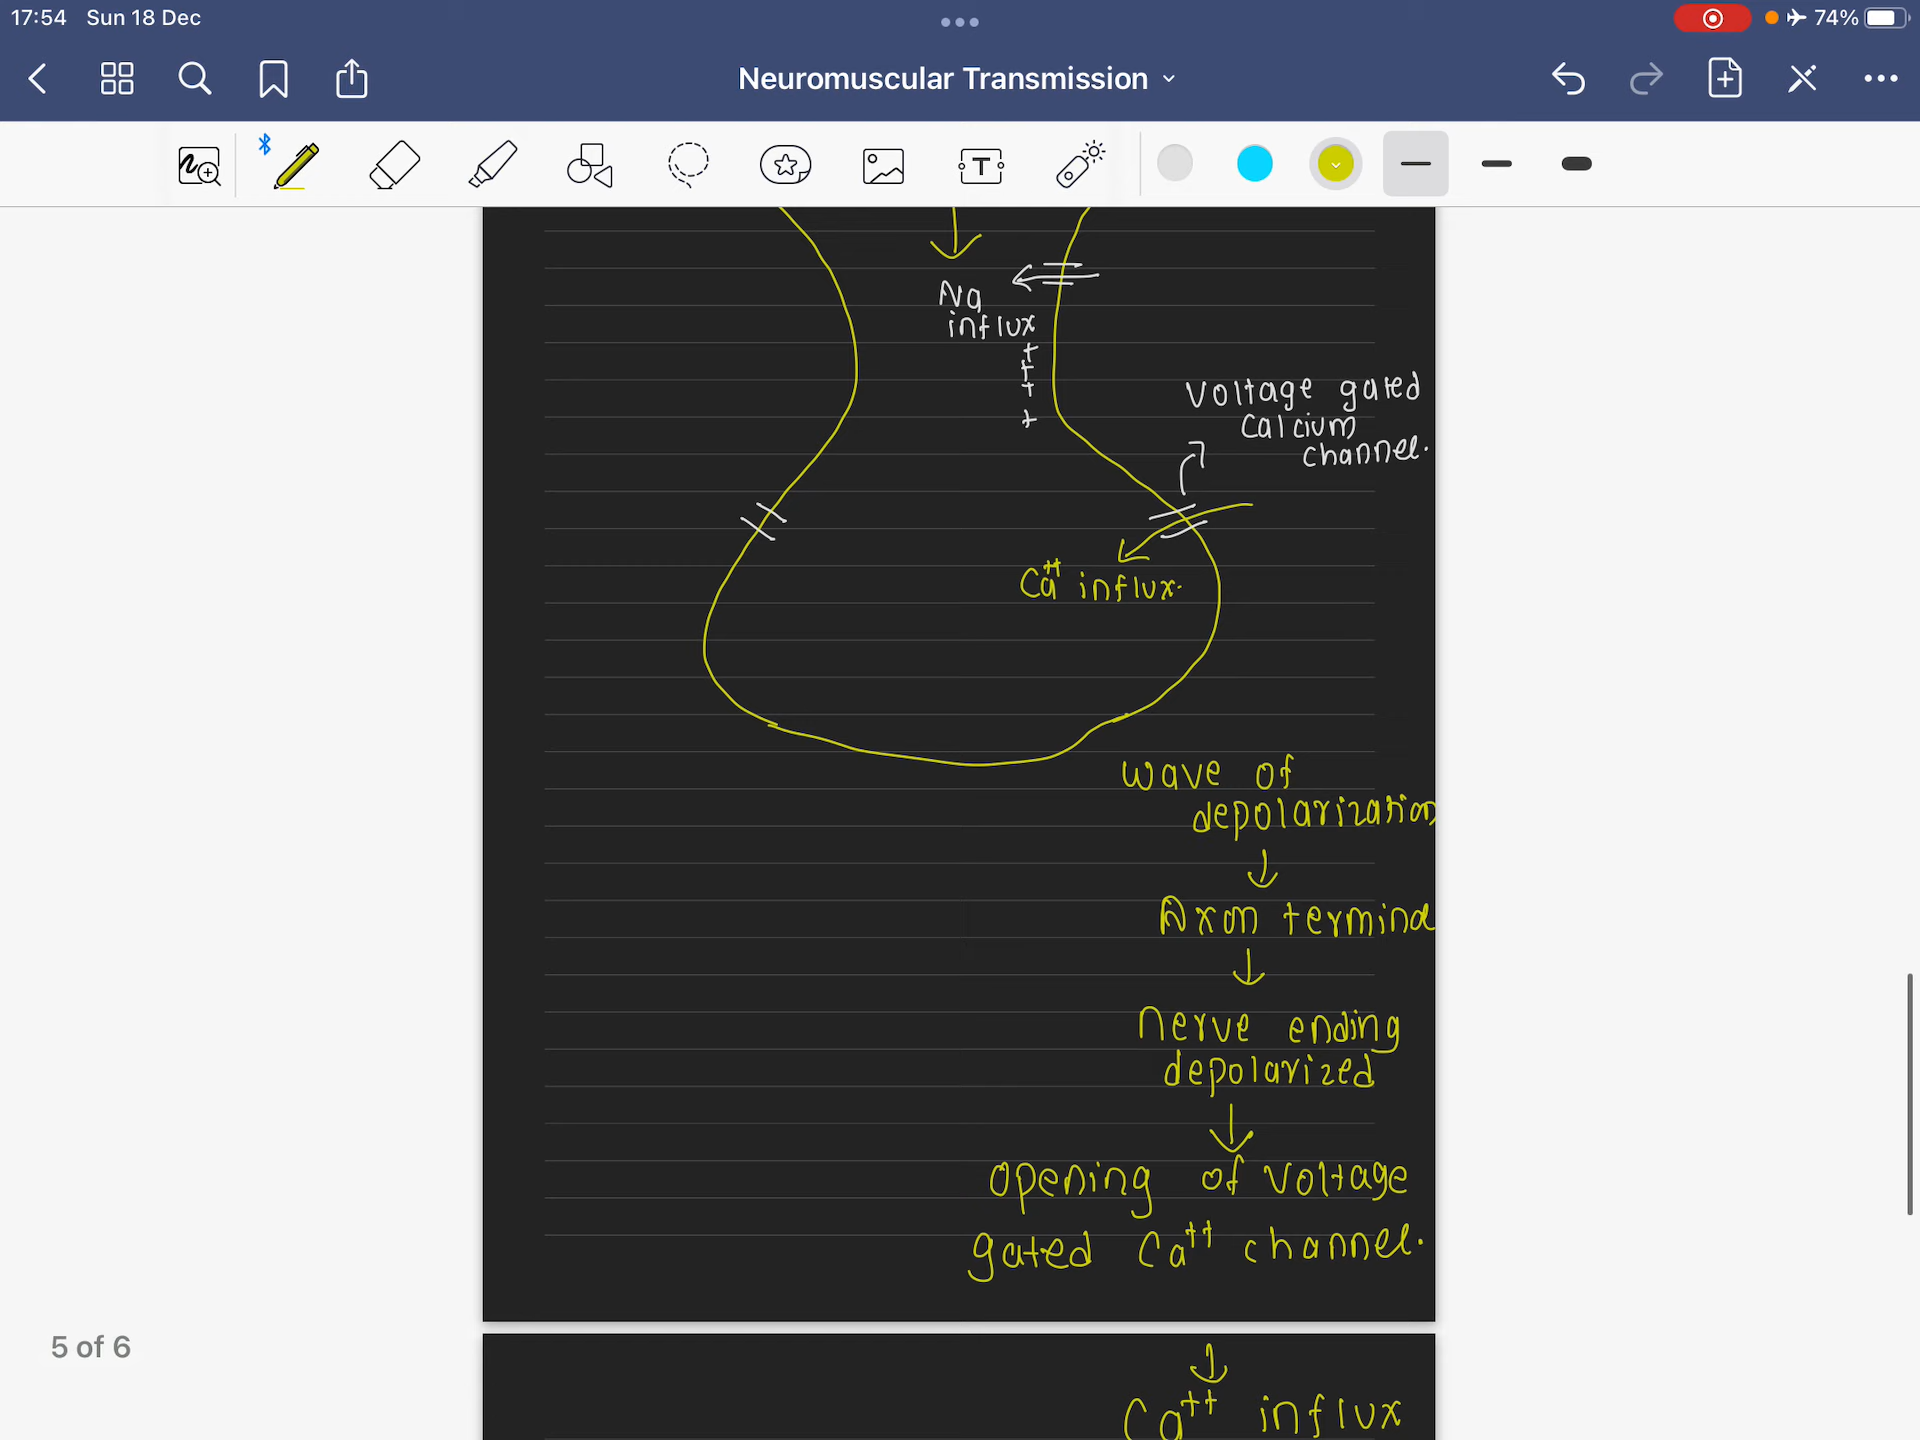 17:54 Sun 18 Dec
74%
Neuromuscular Transmission
T
Na
influx
+
+
+
+
Voltage gated
Calcium
channel.
Ca++ influx.
wave of
depolarization
Axon terminal
nerve ending
depolarized
opening of voltage
gated Ca++ channel.
5 of 6
Ca++ influx